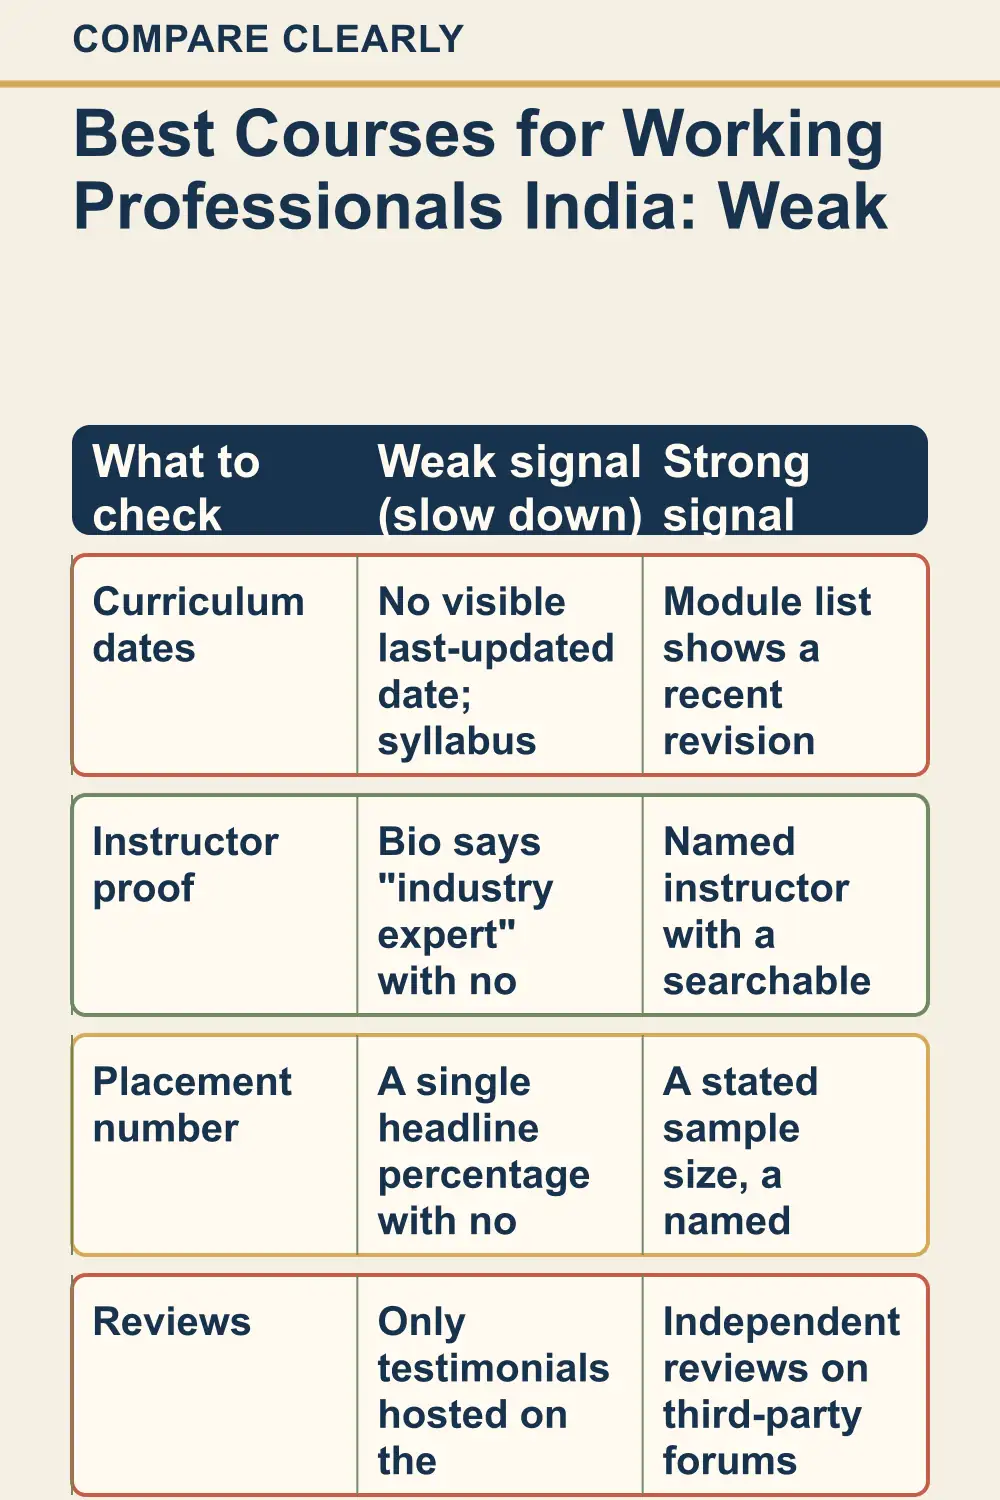 COMPARE CLEARLY
Best Courses for Working
Professionals India: Weak
What to
check
Weak signal
(slow down)
Strong
signal
Curriculum
dates
No visible
last-updated
date;
syllabus
Module list
shows a
recent
revision
Instructor
proof
Bio says
"industry
expert"
with no
Named
instructor
with a
searchable
Placement
number
A single
headline
percentage
with no
A stated
sample
size, a
named
Reviews
Only
testimonials
hosted on
the
Independent
reviews on
third-party
forums